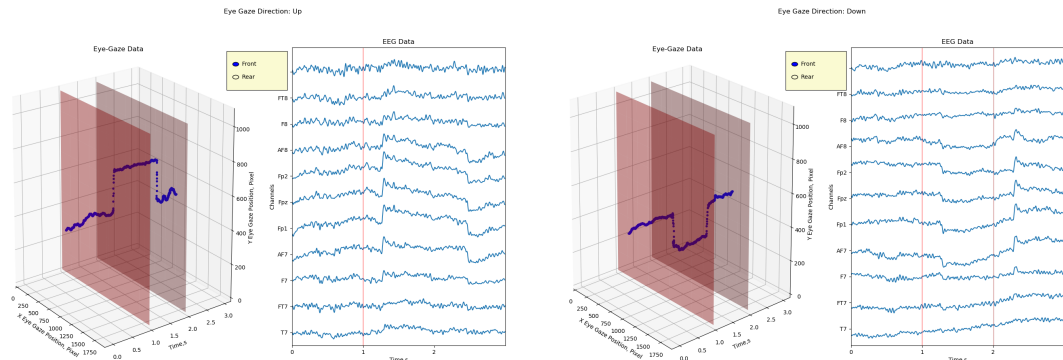 Eye Gaze Direction: Up
Eye-Gaze Data
Front
Rear
1000
800
600
400
200
0
Y Eye Gaze Position, Pixel
0
250
500
750
1000
1250
1500
1750
X Eye Gaze Position, Pixel
0.0
0.5
1.0
1.5
2.0
2.5
3.0
Time,s
EEG Data
FT8
F8
AF8
Fp2
Fpz
Fp1
AF7
F7
FT7
T7
Channels
0
1
2
Time,s
Eye Gaze Direction: Down
Eye-Gaze Data
Front
Rear
1000
800
600
400
200
0
Y Eye Gaze Position, Pixel
0
250
500
750
1000
1250
1500
1750
X Eye Gaze Position, Pixel
0.0
0.5
1.0
1.5
2.0
2.5
3.0
Time,s
EEG Data
FT8
F8
AF8
Fp2
Fpz
Fp1
AF7
F7
FT7
T7
Channels
0
1
2
Time,s